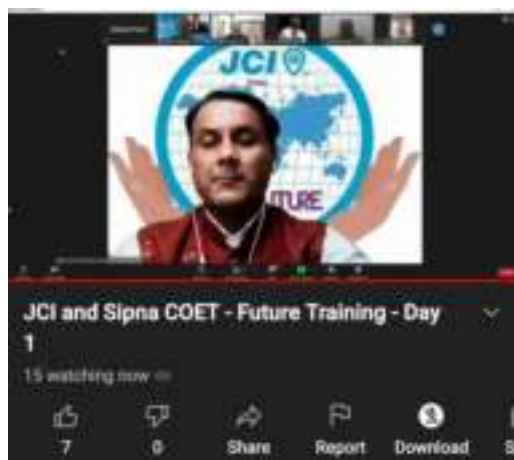 JCI
TURE
JCI and Sipna COET - Future Training - Day
1
15 watching now
7
0
Share
Report
Download
S